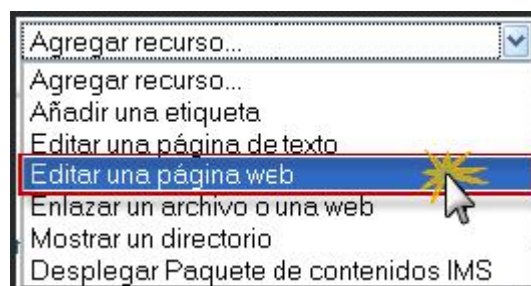 Agregar recurso...
Agregar recurso...
Añadir una etiqueta
Editar una página de texto
Editar una página web
Enlazar un archivo o una web
Mostrar un directorio
Desplegar Paquete de contenidos IMS